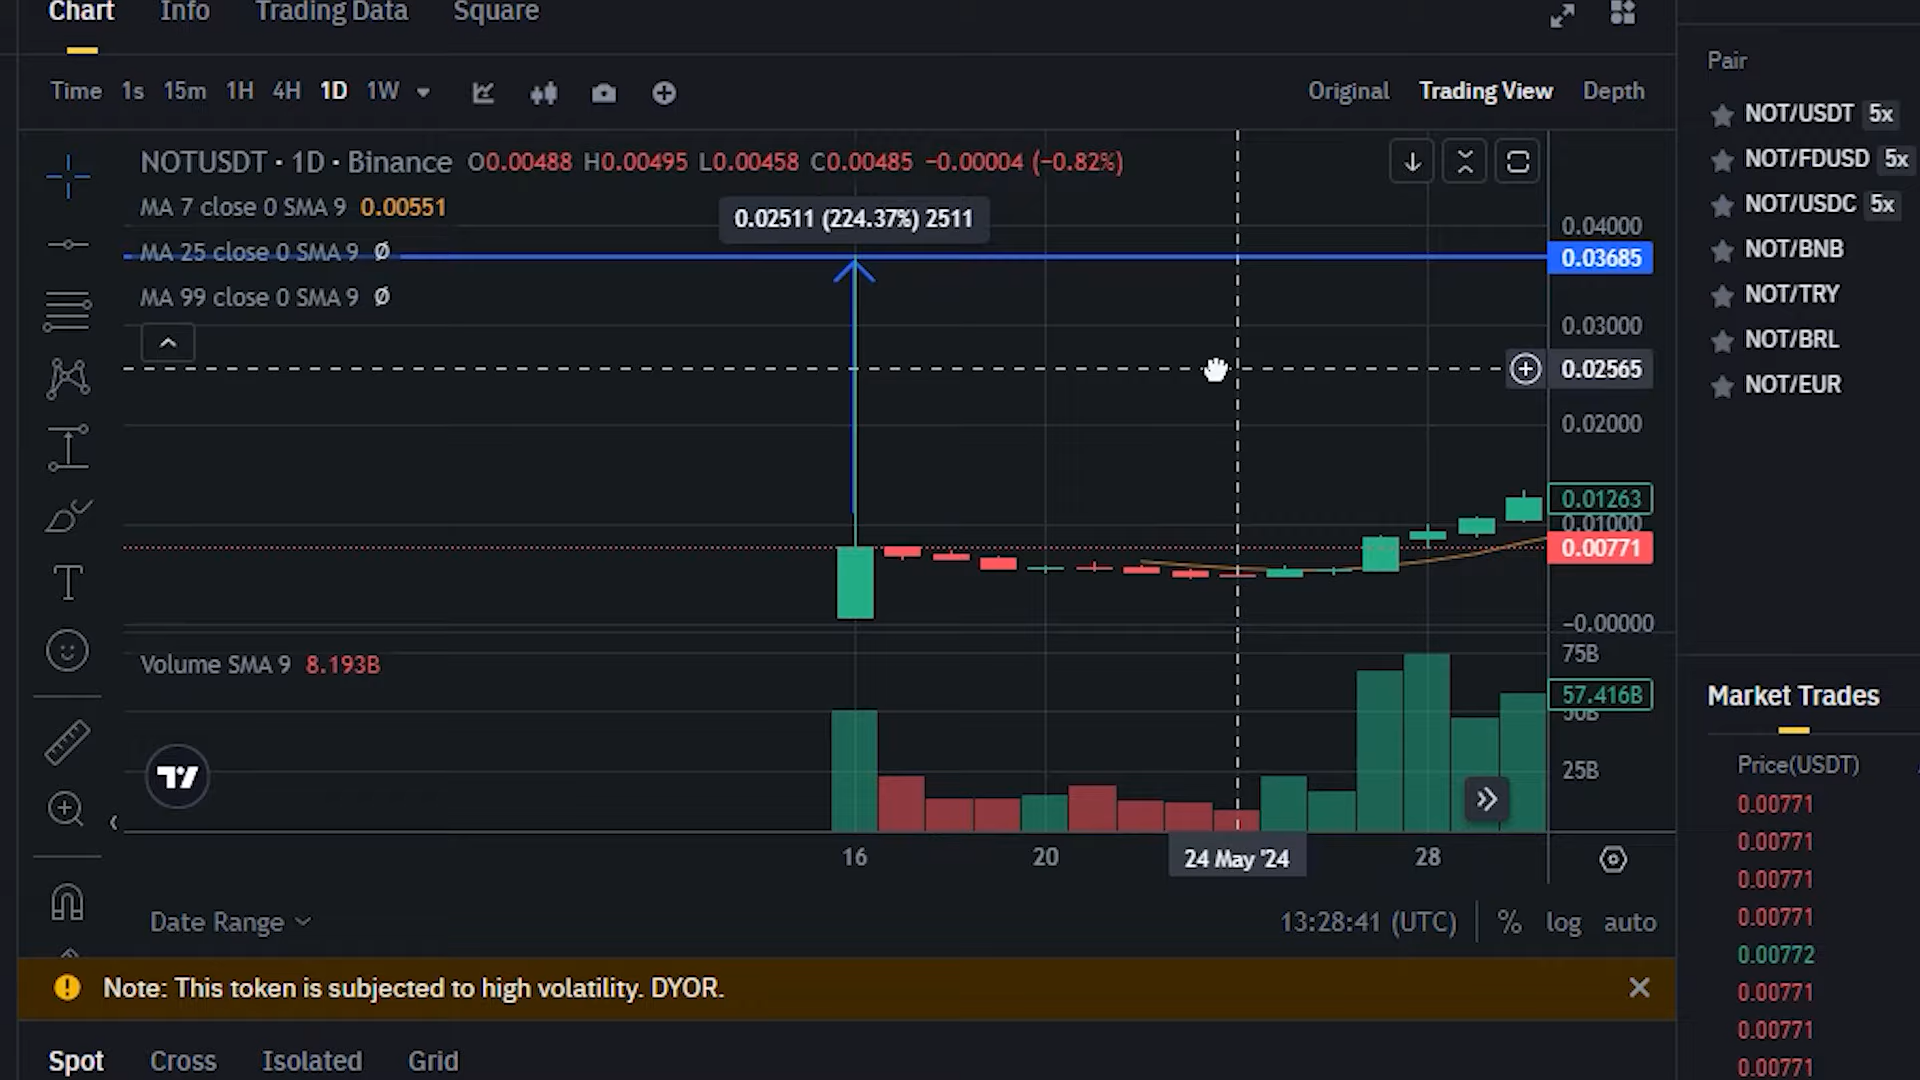 Chart Info Trading Data Square
Time 1s 15m 1H 4H 1D 1W Original Trading View Depth
NOTUSDT · 1D · Binance O0.00488 H0.00495 L0.00458 C0.00485 −0.00004 (−0.82%)
MA 7 close 0 SMA 9 0.00551
0.02511 (224.37%) 2511
MA 25 close 0 SMA 9 Ø
MA 99 close 0 SMA 9 Ø
0.04000
0.03685
0.03000
0.02565
0.02000
0.01263
0.01000
0.00771
−0.00000
Volume SMA 9 8.193B
75B
57.416B
50B
25B
16 20 24 May '24 28
Date Range 13:28:41 (UTC) % log auto
Note: This token is subjected to high volatility. DYOR.
Spot Cross Isolated Grid
Pair
NOT/USDT 5x
NOT/FDUSD 5x
NOT/USDC 5x
NOT/BNB
NOT/TRY
NOT/BRL
NOT/EUR
Market Trades
Price(USDT)
0.00771
0.00771
0.00771
0.00771
0.00772
0.00771
0.00771
0.00771